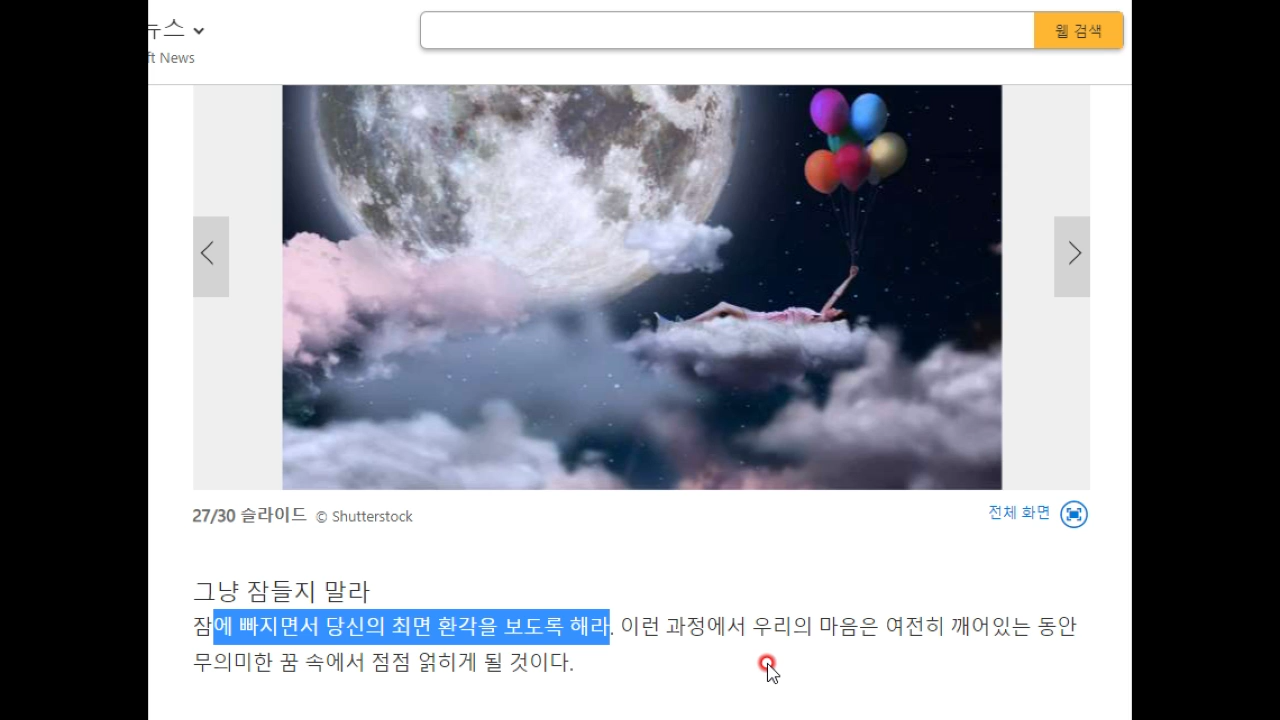 뉴스
ft News
웹 검색
27/30 슬라이드 © Shutterstock
전체 화면
그냥 잠들지 말라
잠에 빠지면서 당신의 최면 환각을 보도록 해라. 이런 과정에서 우리의 마음은 여전히 깨어있는 동안
무의미한 꿈 속에서 점점 얽히게 될 것이다.